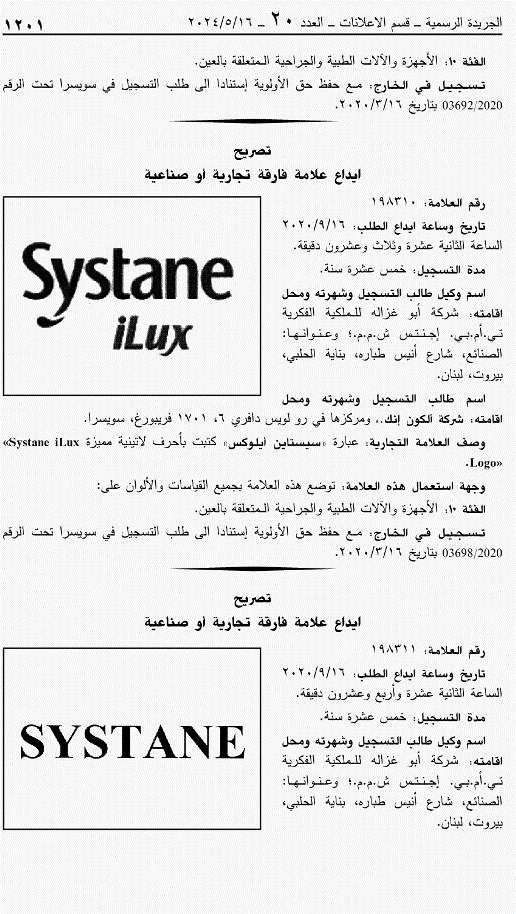 الجريدة الرسمية ـ قسم الاعلانات ـ العدد ٢٠ ـ ٢٠٢٤/٥/١٦ ١٢٠١
الفئة ١٠: الأجهزة والآلات الطبية والجراحية المتعلقة بالعين.
تسجيل في الخارج: مع حفظ حق الأولوية إستنادا الى طلب التسجيل في سويسرا تحت الرقم
03692/2020 بتاريخ ٢٠٢٠/٣/١٦.
تصريح
ايداع علامة فارقة تجارية أو صناعية
رقم العلامة: ١٩٨٣١٠
تاريخ وساعة ايداع الطلب: ٢٠٢٠/٩/١٦
الساعة الثانية عشرة وثلاث وعشرون دقيقة.
مدة التسجيل: خمس عشرة سنة.
اسم وكيل طالب التسجيل وشهرته ومحل
اقامته: شركة أبو غزاله للملكية الفكرية
تي.أم.بي. إجنتس ش.م.م.؛ وعنوانها:
الصنائع، شارع أنيس طباره، بناية الحلبي،
بيروت، لبنان.
Systane
iLux
اسم طالب التسجيل وشهرته ومحل
اقامته: شركة ألكون إنك.، ومركزها في رو لويس دافري ٦، ١٧٠١ فريبورغ، سويسرا.
وصف العلامة التجارية: عبارة «سيستاين أيلوكس» كتبت بأحرف لاتينية مميزة «Systane iLux
Logo».
وجهة استعمال هذه العلامة: توضع هذه العلامة بجميع القياسات والألوان على:
الفئة ١٠: الأجهزة والآلات الطبية والجراحية المتعلقة بالعين.
تسجيل في الخارج: مع حفظ حق الأولوية إستنادا الى طلب التسجيل في سويسرا تحت الرقم
03698/2020 بتاريخ ٢٠٢٠/٣/١٦.
تصريح
ايداع علامة فارقة تجارية أو صناعية
رقم العلامة: ١٩٨٣١١
تاريخ وساعة ايداع الطلب: ٢٠٢٠/٩/١٦
الساعة الثانية عشرة وأربع وعشرون دقيقة.
مدة التسجيل: خمس عشرة سنة.
اسم وكيل طالب التسجيل وشهرته ومحل
اقامته: شركة أبو غزاله للملكية الفكرية
تي.أم.بي. إجنتس ش.م.م.؛ وعنوانها:
الصنائع، شارع أنيس طباره، بناية الحلبي،
بيروت، لبنان.
SYSTANE